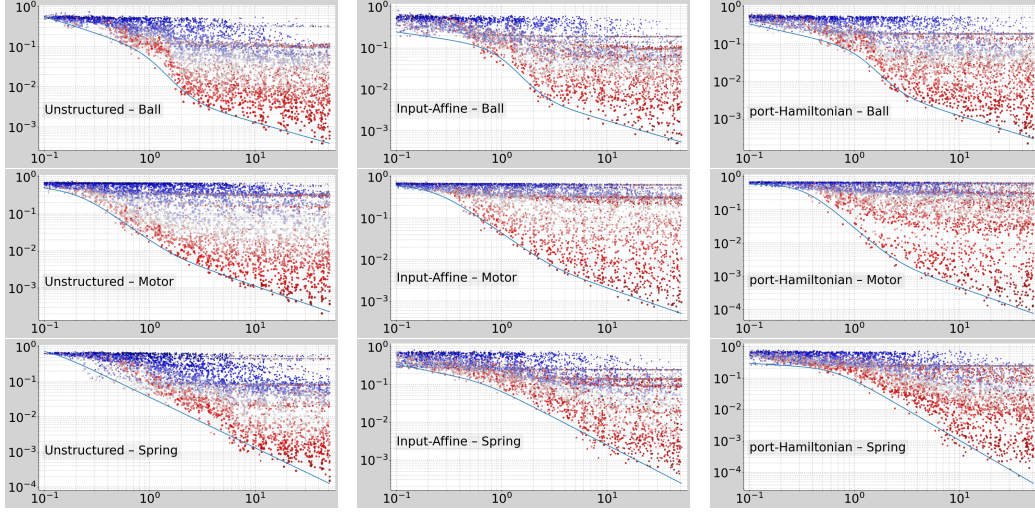 10⁰
10⁻¹
10⁻²
10⁻³
Unstructured – Ball
10⁻¹ 10⁰ 10¹
10⁰
10⁻¹
10⁻²
10⁻³
Input-Affine – Ball
10⁻¹ 10⁰ 10¹
10⁰
10⁻¹
10⁻²
10⁻³
port-Hamiltonian – Ball
10⁻¹ 10⁰ 10¹
10⁰
10⁻¹
10⁻²
10⁻³
Unstructured – Motor
10⁻¹ 10⁰ 10¹
10⁰
10⁻¹
10⁻²
10⁻³
Input-Affine – Motor
10⁻¹ 10⁰ 10¹
10⁰
10⁻¹
10⁻²
10⁻³
10⁻⁴
port-Hamiltonian – Motor
10⁻¹ 10⁰ 10¹
10⁰
10⁻¹
10⁻²
10⁻³
10⁻⁴
Unstructured – Spring
10⁻¹ 10⁰ 10¹
10⁰
10⁻¹
10⁻²
10⁻³
Input-Affine – Spring
10⁻¹ 10⁰ 10¹
10⁰
10⁻¹
10⁻²
10⁻³
10⁻⁴
port-Hamiltonian – Spring
10⁻¹ 10⁰ 10¹